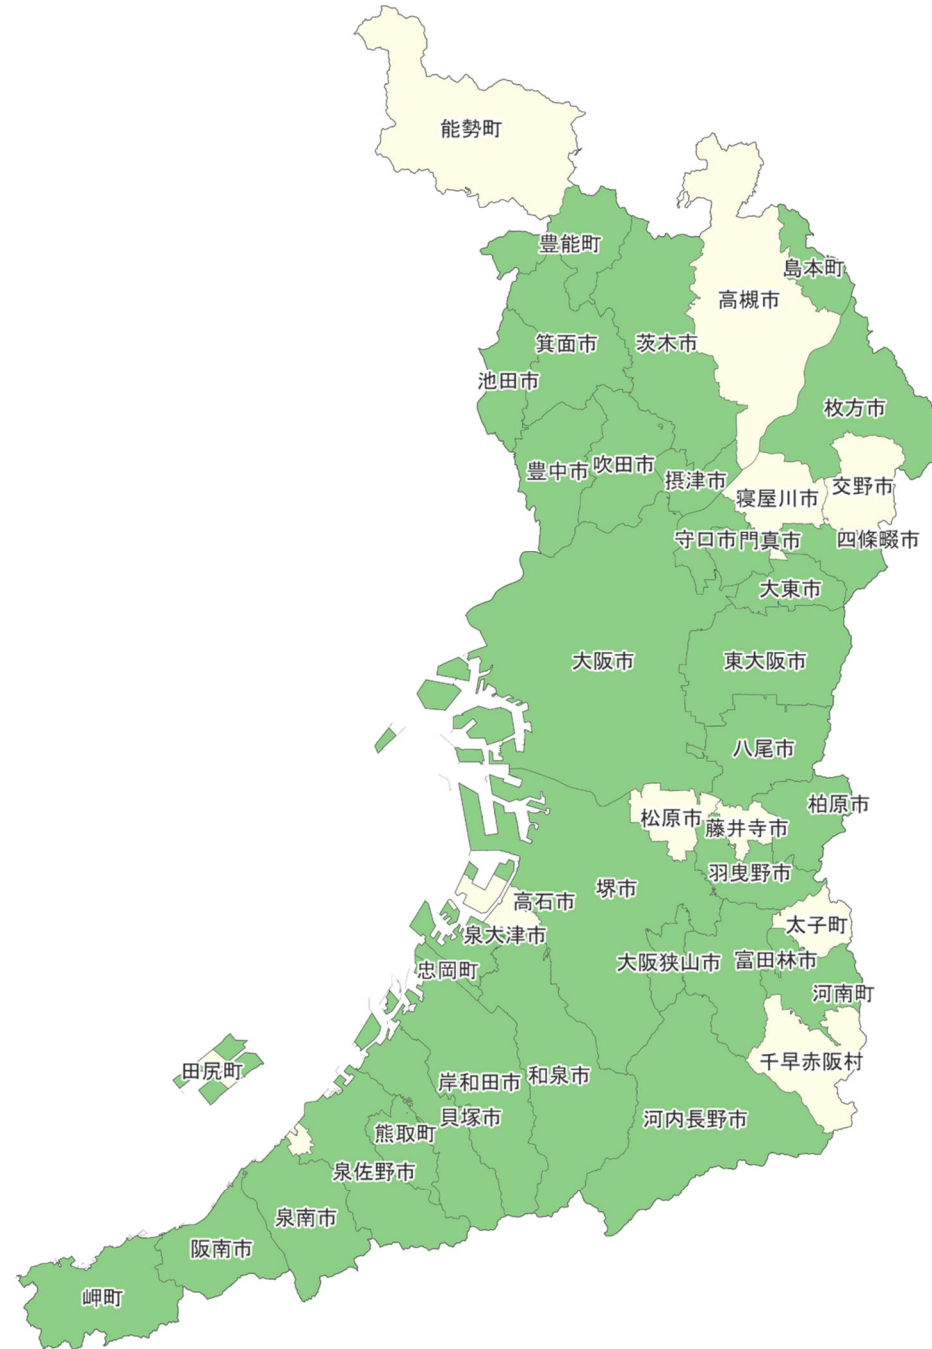 能勢町
豊能町
島本町
高槻市
箕面市
茨木市
池田市
枚方市
豊中市
吹田市
摂津市
寝屋川市
交野市
守口市
門真市
四條畷市
大東市
大阪市
東大阪市
八尾市
柏原市
松原市
藤井寺市
羽曳野市
堺市
高石市
太子町
泉大津市
大阪狭山市
富田林市
忠岡町
河南町
千早赤阪村
田尻町
岸和田市
和泉市
貝塚市
河内長野市
熊取町
泉佐野市
泉南市
阪南市
岬町